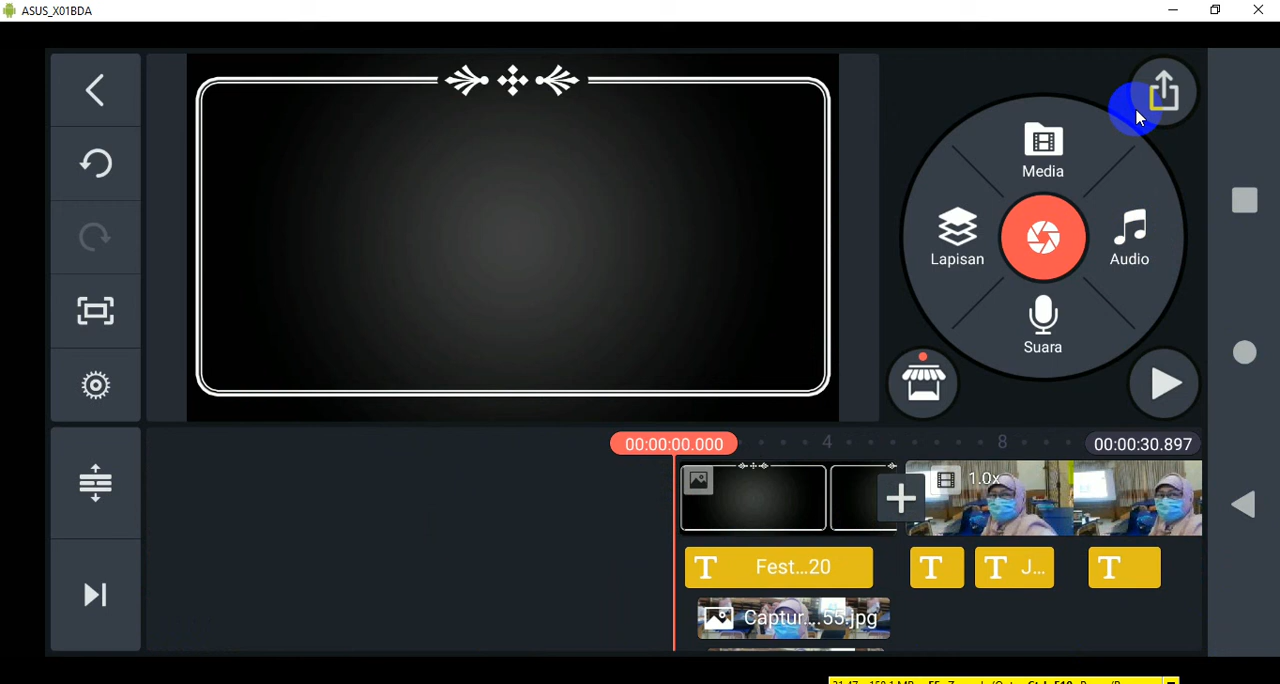 ASUS_X01BDA
Media
Lapisan
Audio
Suara
00:00:00.000
4
8
00:00:30.897
1.0x
T Fest...20
T
T J...
T
Captur....55.jpg